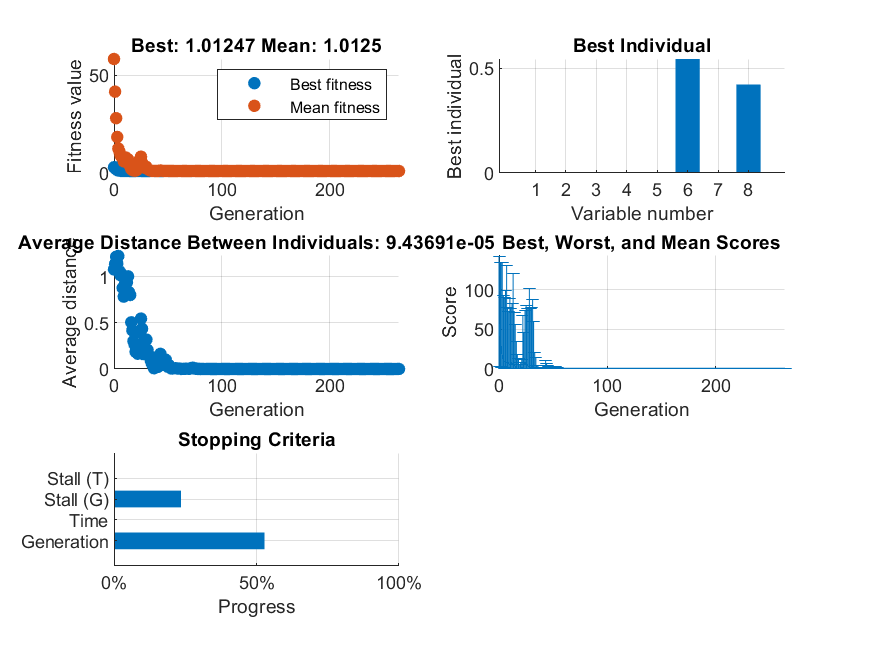 Best: 1.01247 Mean: 1.0125
Fitness value
50
0
Best fitness
Mean fitness
0 100 200
Generation
Best Individual
Best individual
0.5
0
1 2 3 4 5 6 7 8
Variable number
Average Distance Between Individuals: 9.43691e-05
Average distance
1
0.5
0
0 100 200
Generation
Best, Worst, and Mean Scores
Score
100
50
0
0 100 200
Generation
Stopping Criteria
Stall (T)
Stall (G)
Time
Generation
0% 50% 100%
Progress